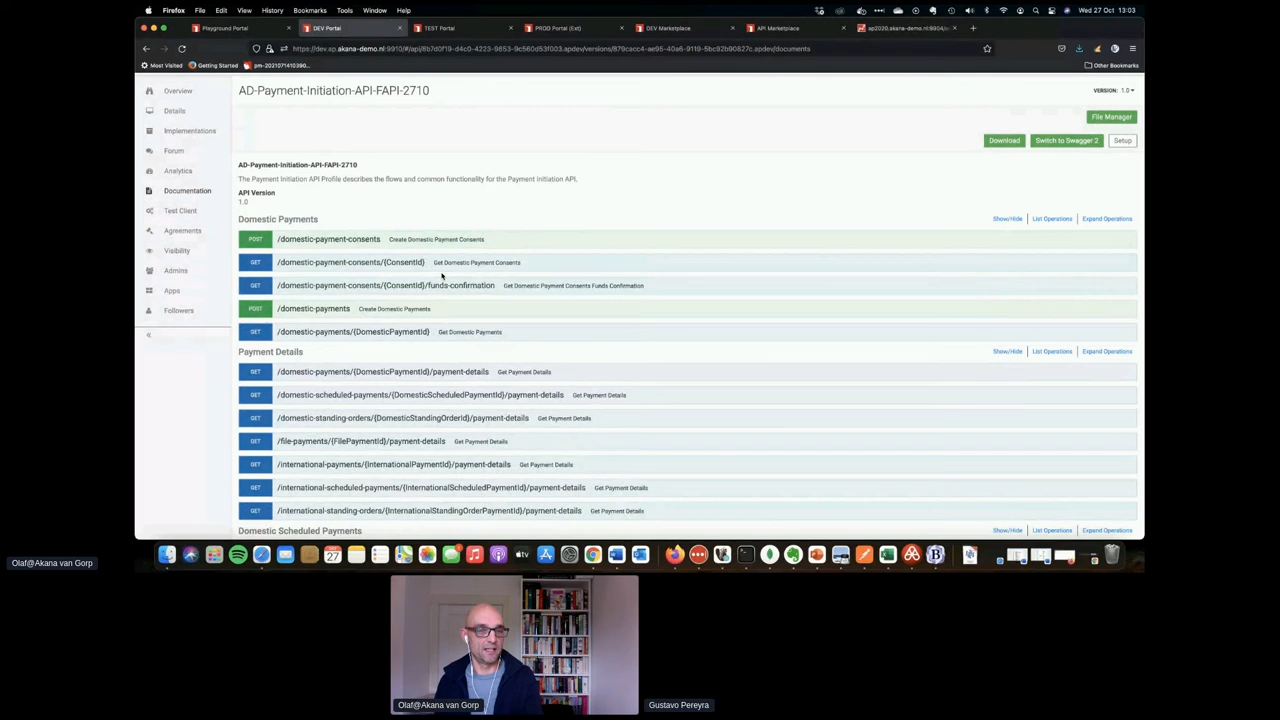 Firefox File Edit View History Bookmarks Tools Window Help Wed 27 Oct 13:03
Playground Portal DEV Portal TEST Portal PROD Portal (Ext) DEV Marketplace API Marketplace
Most Visited Getting Started Other Bookmarks
Overview
Details
Implementations
Forum
Analytics
Documentation
Test Client
Agreements
Visibility
Admins
Apps
Followers
«
AD-Payment-Initiation-API-FAPI-2710
VERSION: 1.0
File Manager
Download Switch to Swagger 2 Setup
AD-Payment-Initiation-API-FAPI-2710
The Payment Initiation API Profile describes the flows and common functionality for the Payment Initiation API.
API Version
1.0
Domestic Payments Show/Hide List Operations Expand Operations
POST /domestic-payment-consents Create Domestic Payment Consents
GET /domestic-payment-consents/{ConsentId} Get Domestic Payment Consents
GET /domestic-payment-consents/{ConsentId}/funds-confirmation Get Domestic Payment Consents Funds Confirmation
POST /domestic-payments Create Domestic Payments
GET /domestic-payments/{DomesticPaymentId} Get Domestic Payments
Payment Details Show/Hide List Operations Expand Operations
GET /domestic-payments/{DomesticPaymentId}/payment-details Get Payment Details
GET /domestic-scheduled-payments/{DomesticScheduledPaymentId}/payment-details Get Payment Details
GET /domestic-standing-orders/{DomesticStandingOrderId}/payment-details Get Payment Details
GET /file-payments/{FilePaymentId}/payment-details Get Payment Details
GET /international-payments/{InternationalPaymentId}/payment-details Get Payment Details
GET /international-scheduled-payments/{InternationalScheduledPaymentId}/payment-details Get Payment Details
GET /international-standing-orders/{InternationalStandingOrderPaymentId}/payment-details Get Payment Details
Domestic Scheduled Payments Show/Hide List Operations Expand Operations
Olaf@Akana van Gorp
Olaf@Akana van Gorp
Gustavo Pereyra